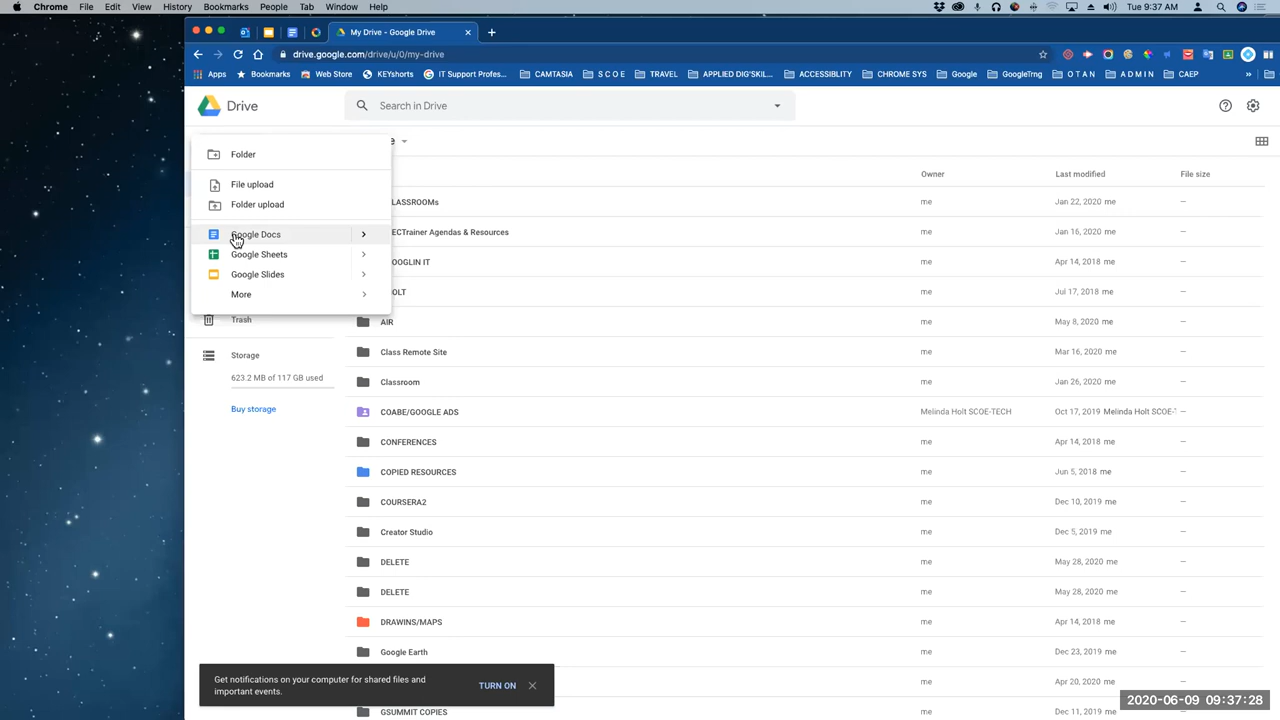 Chrome File Edit View History Bookmarks People Tab Window Help Tue 9:37 AM
My Drive - Google Drive
drive.google.com/drive/u/0/my-drive
Apps Bookmarks Web Store KEYshorts IT Support Profes... CAMTASIA S C O E TRAVEL APPLIED DIG'SKIL... ACCESSIBLITY CHROME SYS Google GoogleTrng O T A N A D M I N CAEP »
Drive Search in Drive
e
Folder
Owner Last modified File size
File upload
LASSROOMs me Jan 22, 2020 me —
Folder upload
ECTrainer Agendas & Resources me Jan 23, 2020 me —
Google Docs
Google Sheets
OOGLIN IT me Apr 14, 2018 me —
Google Slides
More
OLT me Jul 17, 2018 me —
Trash
AIR me May 8, 2020 me —
Class Remote Site me Mar 16, 2020 me —
Storage
623.2 MB of 117 GB used
Classroom me Jan 26, 2020 me —
Buy storage
COABE/GOOGLE ADS Melinda Holt SCOE-TECH Oct 17, 2019 Melinda Holt SCOE-T —
CONFERENCES me Apr 14, 2018 me —
COPIED RESOURCES me Jun 5, 2018 me —
COURSERA2 me Dec 10, 2019 me —
Creator Studio me Dec 5, 2019 me —
DELETE me May 28, 2020 me —
DELETE me May 28, 2020 me —
DRAWINS/MAPS me Apr 14, 2018 me —
Google Earth me Dec 23, 2019 me —
Get notifications on your computer for shared files and
important events.
TURN ON
me Apr 20, 2020 me —
GSUMMIT COPIES me Dec 11, 2019 me —
2020-06-09 09:37:28